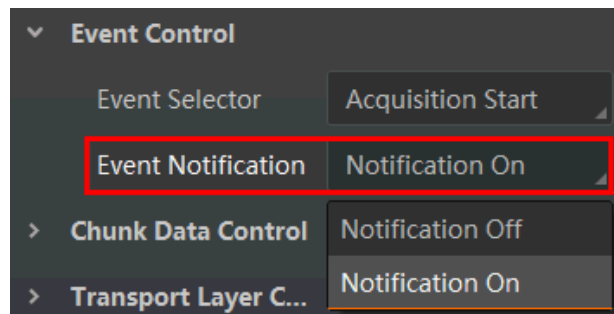 Event Control
Event Selector Acquisition Start
Event Notification Notification On
Chunk Data Control Notification Off
Transport Layer C... Notification On